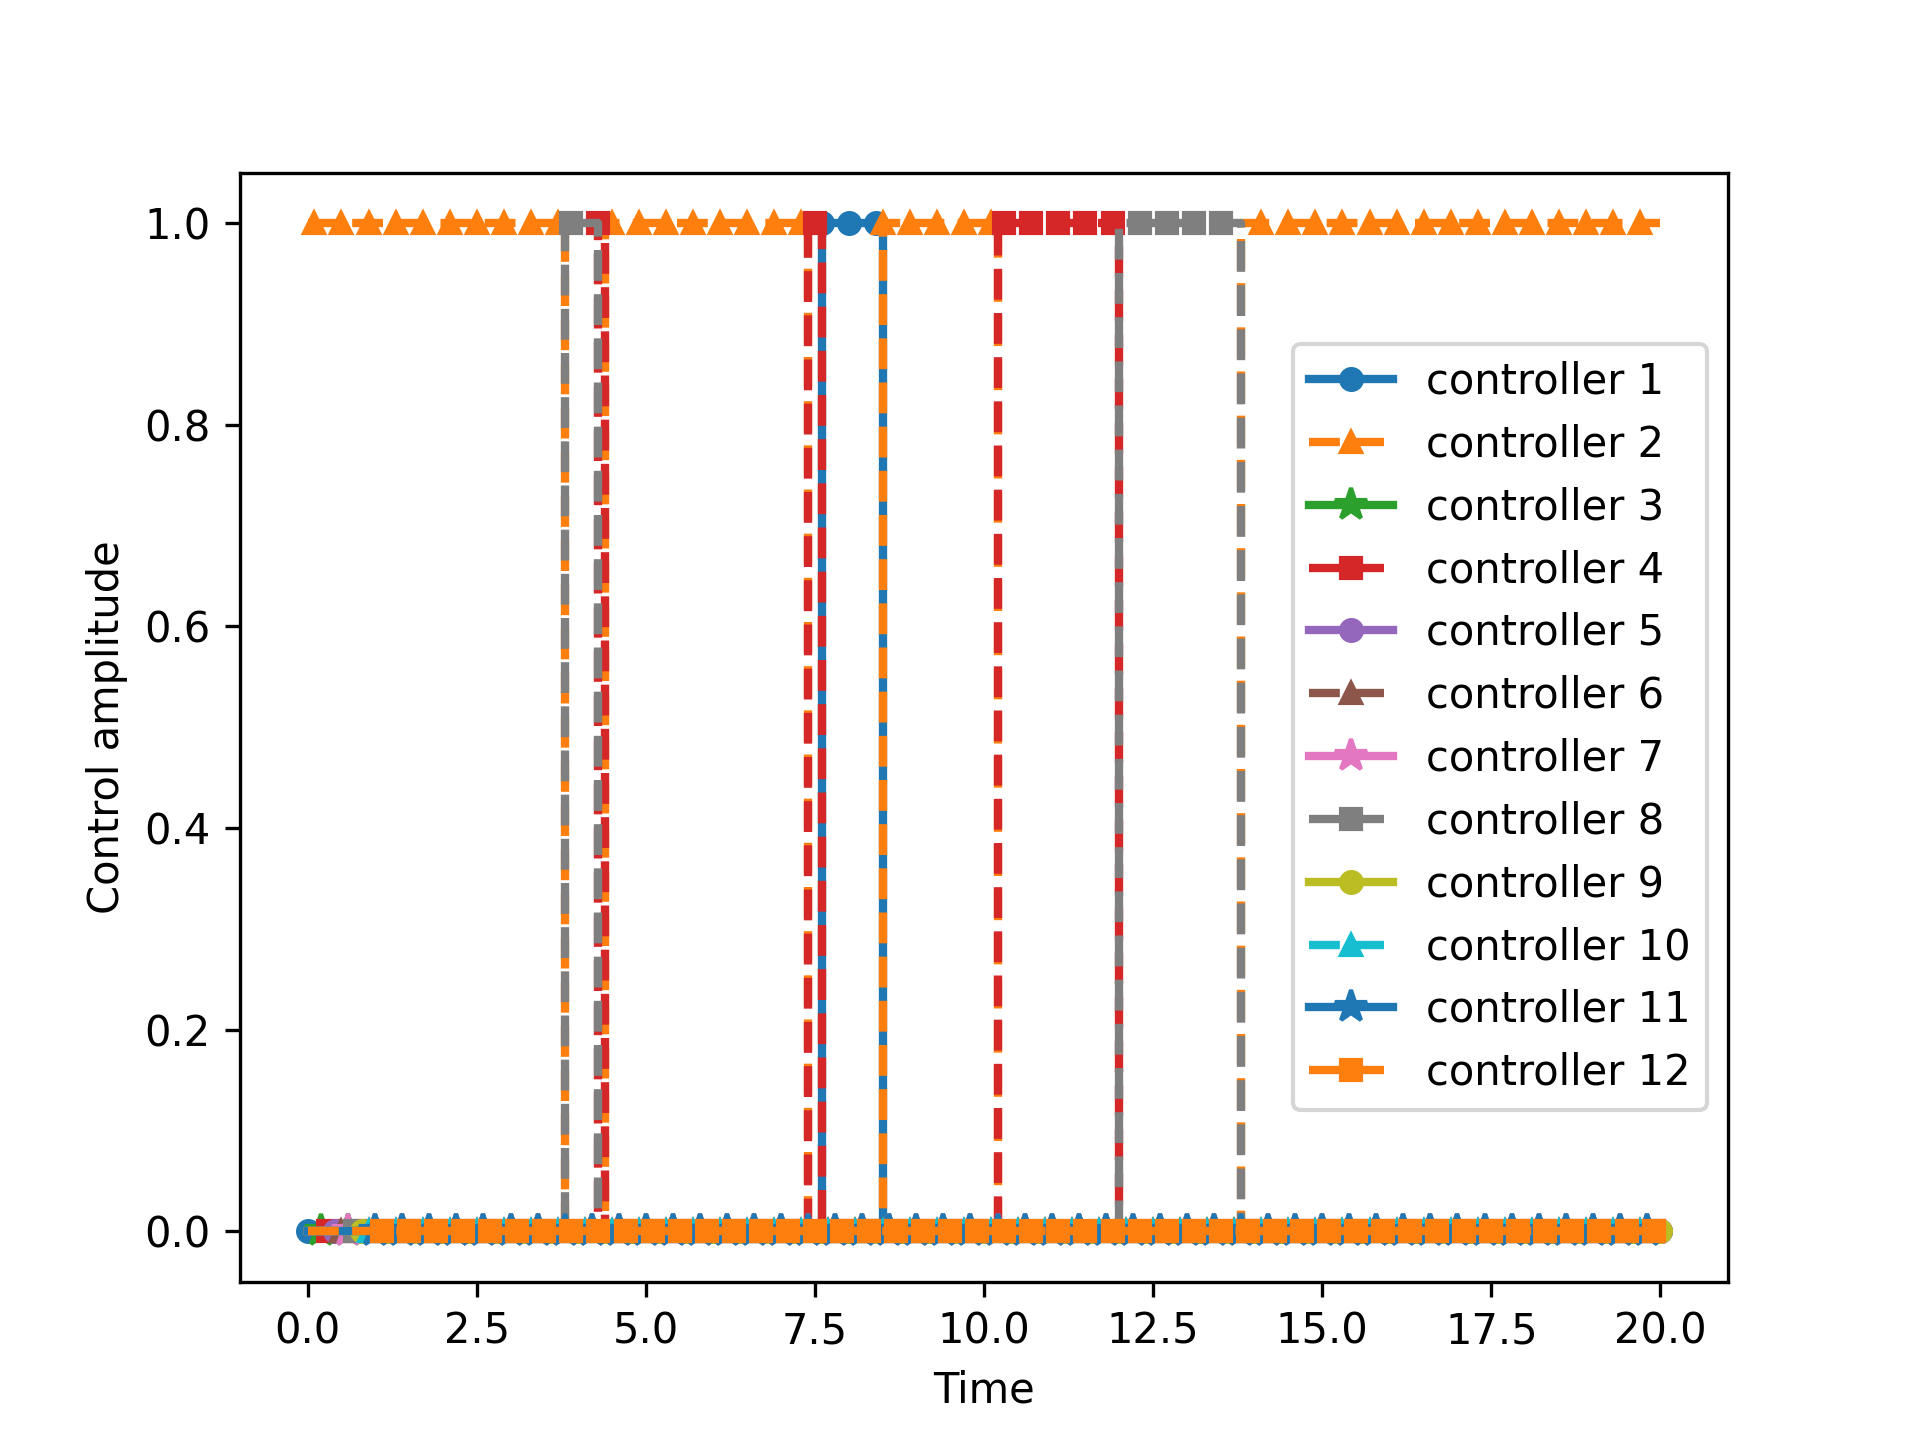 1.0
0.8
0.6
0.4
0.2
0.0
Control amplitude
0.0 2.5 5.0 7.5 10.0 12.5 15.0 17.5 20.0
Time
controller 1
controller 2
controller 3
controller 4
controller 5
controller 6
controller 7
controller 8
controller 9
controller 10
controller 11
controller 12